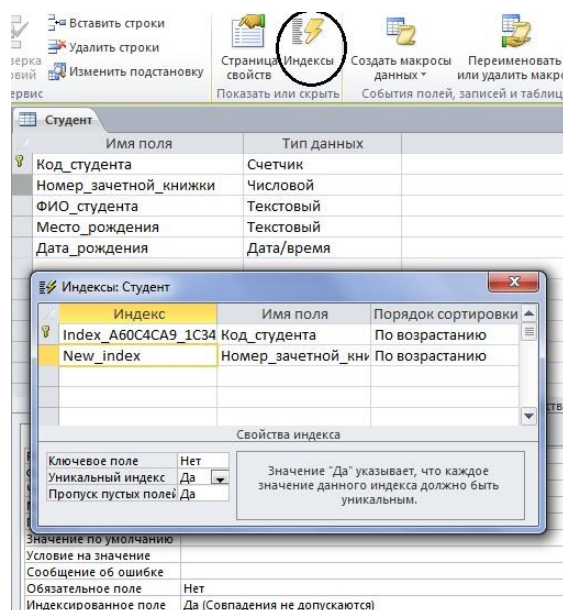 Вставить строки
Удалить строки
Изменить подстановку
Страница свойств
Индексы
Создать макросы данных
Переименовать или удалить макро
Показать или скрыть
События полей, записей и таблиц
Студент
Имя поля Тип данных
Код_студента Счетчик
Номер_зачетной_книжки Числовой
ФИО_студента Текстовый
Место_рождения Текстовый
Дата_рождения Дата/время
Индексы: Студент
Индекс Имя поля Порядок сортировки
Index_A60C4CA9_1C34 Код_студента По возрастанию
New_index Номер_зачетной_кни По возрастанию
Свойства индекса
Ключевое поле Нет
Уникальный индекс Да
Пропуск пустых полей Да
Значение "Да" указывает, что каждое
значение данного индекса должно быть
уникальным.
Значение по умолчанию
Условие на значение
Сообщение об ошибке
Обязательное поле Нет
Индексированное поле Да (Совпадения не допускаются)